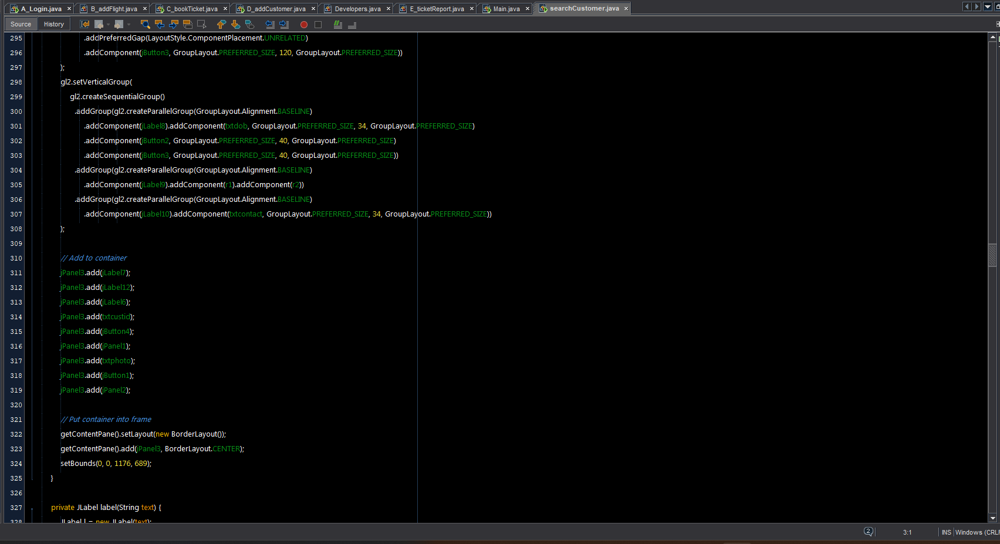 A_Login.java × B_addFlight.java × C_bookTicket.java × D_addCustomer.java × Developers.java × E_ticketReport.java × Main.java × searchCustomer.java ×
Source History
295 .addPreferredGap(LayoutStyle.ComponentPlacement.UNRELATED)
296 .addComponent(jButton3, GroupLayout.PREFERRED_SIZE, 120, GroupLayout.PREFERRED_SIZE))
297 );
298 gl2.setVerticalGroup(
299 gl2.createSequentialGroup()
300 .addGroup(gl2.createParallelGroup(GroupLayout.Alignment.BASELINE)
301 .addComponent(jLabel8).addComponent(txtdob, GroupLayout.PREFERRED_SIZE, 34, GroupLayout.PREFERRED_SIZE)
302 .addComponent(jButton2, GroupLayout.PREFERRED_SIZE, 40, GroupLayout.PREFERRED_SIZE)
303 .addComponent(jButton3, GroupLayout.PREFERRED_SIZE, 40, GroupLayout.PREFERRED_SIZE))
304 .addGroup(gl2.createParallelGroup(GroupLayout.Alignment.BASELINE)
305 .addComponent(jLabel9).addComponent(r1).addComponent(r2))
306 .addGroup(gl2.createParallelGroup(GroupLayout.Alignment.BASELINE)
307 .addComponent(jLabel10).addComponent(txtcontact, GroupLayout.PREFERRED_SIZE, 34, GroupLayout.PREFERRED_SIZE))
308 );
309
310 // Add to container
311 jPanel3.add(jLabel7);
312 jPanel3.add(jLabel12);
313 jPanel3.add(jLabel6);
314 jPanel3.add(txtcustid);
315 jPanel3.add(jButton4);
316 jPanel3.add(jPanel1);
317 jPanel3.add(txtphoto);
318 jPanel3.add(jButton1);
319 jPanel3.add(jPanel2);
320
321 // Put container into frame
322 getContentPane().setLayout(new BorderLayout());
323 getContentPane().add(jPanel3, BorderLayout.CENTER);
324 setBounds(0, 0, 1176, 689);
325 }
326
327 private JLabel label(String text) {
328 JLabel l = new JLabel(text);
2 3:1 INS Windows (CRLF